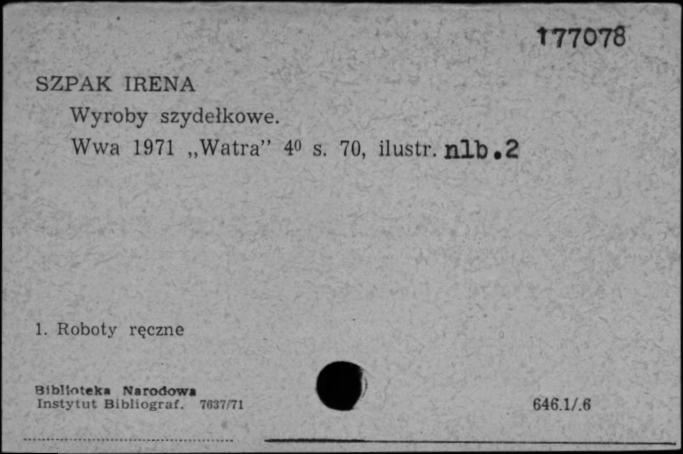 177078
SZPAK IRENA
Wyroby szydełkowe.
Wwa 1971 „Watra” 4⁰ s. 70, ilustr. nlb.2
1. Roboty ręczne
Biblioteka Narodowa
Instytut Bibliograf. 7637/71
646.1/.6